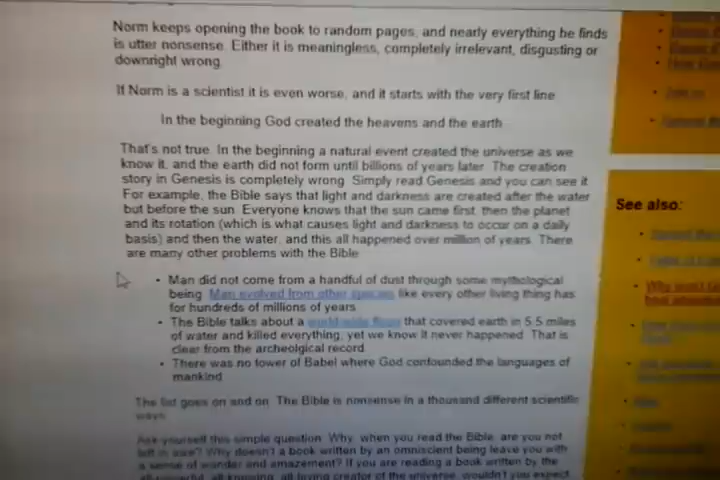 Norm keeps opening the book to random pages, and nearly everything he finds
is utter nonsense. Either it is meaningless, completely irrelevant, disgusting or
downright wrong.
If Norm is a scientist it is even worse, and it starts with the very first line
In the beginning God created the heavens and the earth
That's not true. In the beginning a natural event created the universe as we
know it, and the earth did not form until billions of years later. The creation
story in Genesis is completely wrong. Simply read Genesis and you can see it.
For example, the Bible says that light and darkness are created after the water
but before the sun. Everyone knows that the sun came first, then the planet
and its rotation (which is what causes light and darkness to occur on a daily
basis) and then the water, and this all happened over million of years. There
are many other problems with the Bible
See also:
• Man did not come from a handful of dust through some mythological
being. Man evolved from other species like every other living thing has
for hundreds of millions of years
• The Bible talks about a world wide flood that covered earth in 5.5 miles
of water and killed everything, yet we know it never happened. That is
clear from the archeolgical record
• There was no tower of Babel where God confounded the languages of
mankind
The list goes on and on. The Bible is nonsense in a thousand different scientific
ways
Ask yourself this simple question: Why, when you read the Bible, are you not
left in awe? Why doesn't a book written by an omniscient being leave you with
a sense of wonder and amazement? If you are reading a book written by the
all-powerful, all-knowing, all-loving creator of the universe, wouldn't you expect